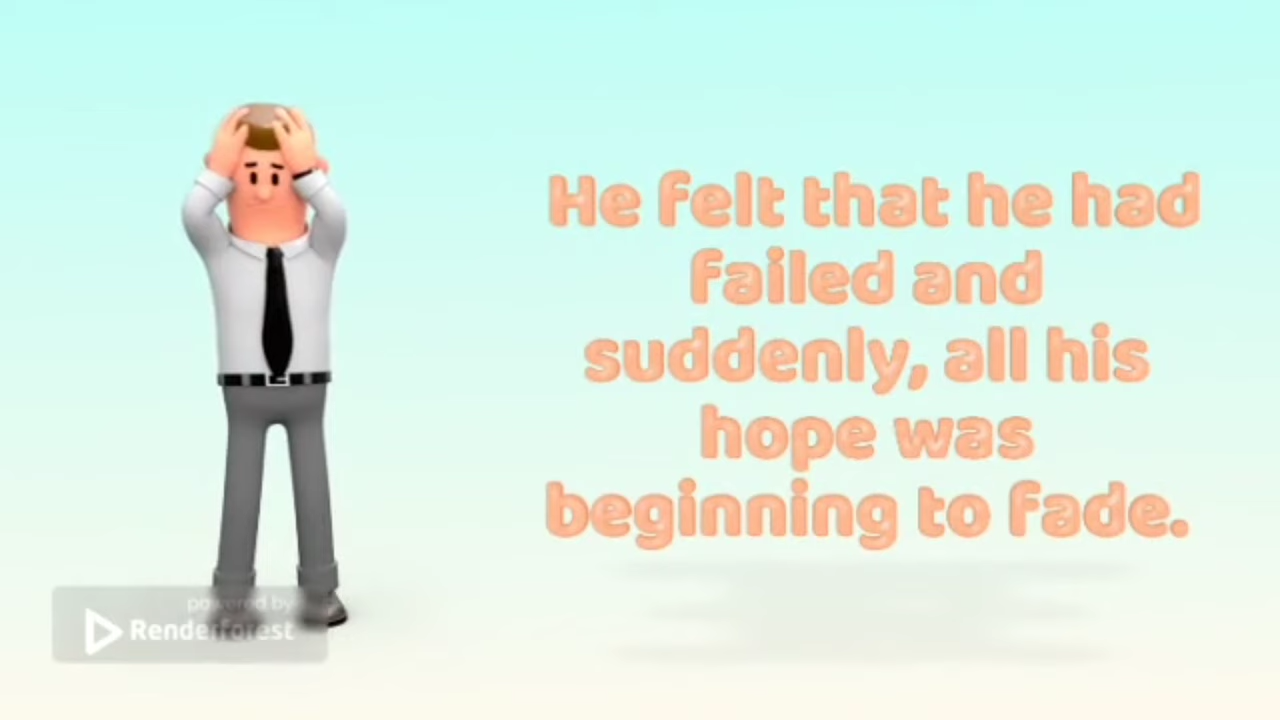 He felt that he had
failed and
suddenly, all his
hope was
beginning to fade.
powered by
Renderforest